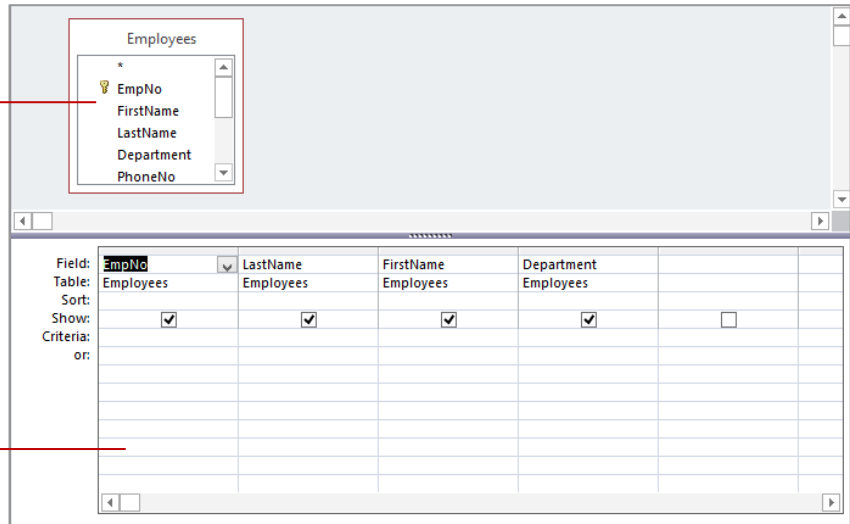 Employees
*
EmpNo
FirstName
LastName
Department
PhoneNo
Field: EmpNo LastName FirstName Department
Table: Employees Employees Employees Employees
Sort:
Show:
Criteria:
or: